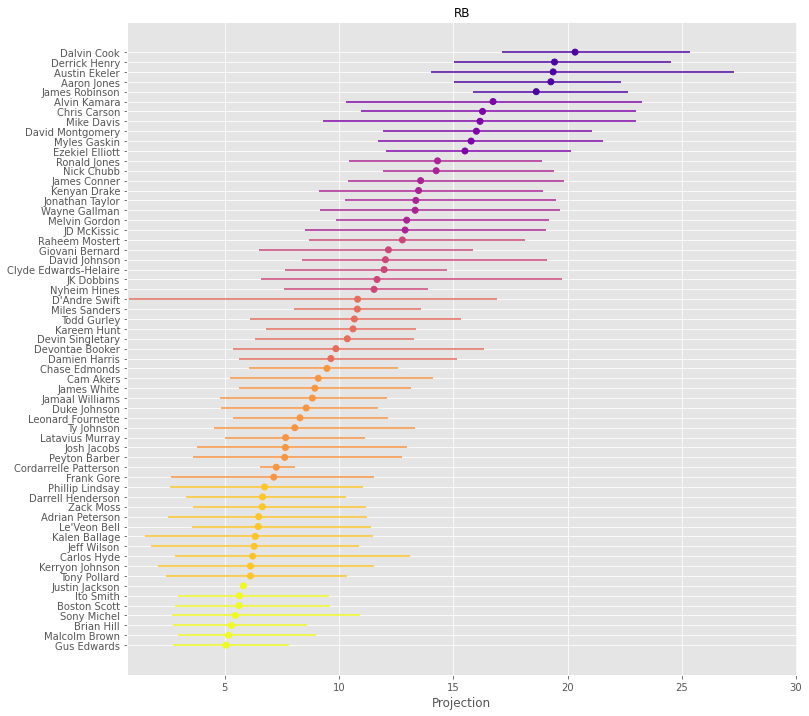 RB
Dalvin Cook
Derrick Henry
Austin Ekeler
Aaron Jones
James Robinson
Alvin Kamara
Chris Carson
Mike Davis
David Montgomery
Myles Gaskin
Ezekiel Elliott
Ronald Jones
Nick Chubb
James Conner
Kenyan Drake
Jonathan Taylor
Wayne Gallman
Melvin Gordon
JD McKissic
Raheem Mostert
Giovani Bernard
David Johnson
Clyde Edwards-Helaire
JK Dobbins
Nyheim Hines
D'Andre Swift
Miles Sanders
Todd Gurley
Kareem Hunt
Devin Singletary
Devontae Booker
Damien Harris
Chase Edmonds
Cam Akers
James White
Jamaal Williams
Duke Johnson
Leonard Fournette
Ty Johnson
Latavius Murray
Josh Jacobs
Peyton Barber
Cordarrelle Patterson
Frank Gore
Phillip Lindsay
Darrell Henderson
Zack Moss
Adrian Peterson
Le'Veon Bell
Kalen Ballage
Jeff Wilson
Carlos Hyde
Kerryon Johnson
Tony Pollard
Justin Jackson
Ito Smith
Boston Scott
Sony Michel
Brian Hill
Malcolm Brown
Gus Edwards
5 10 15 20 25 30
Projection